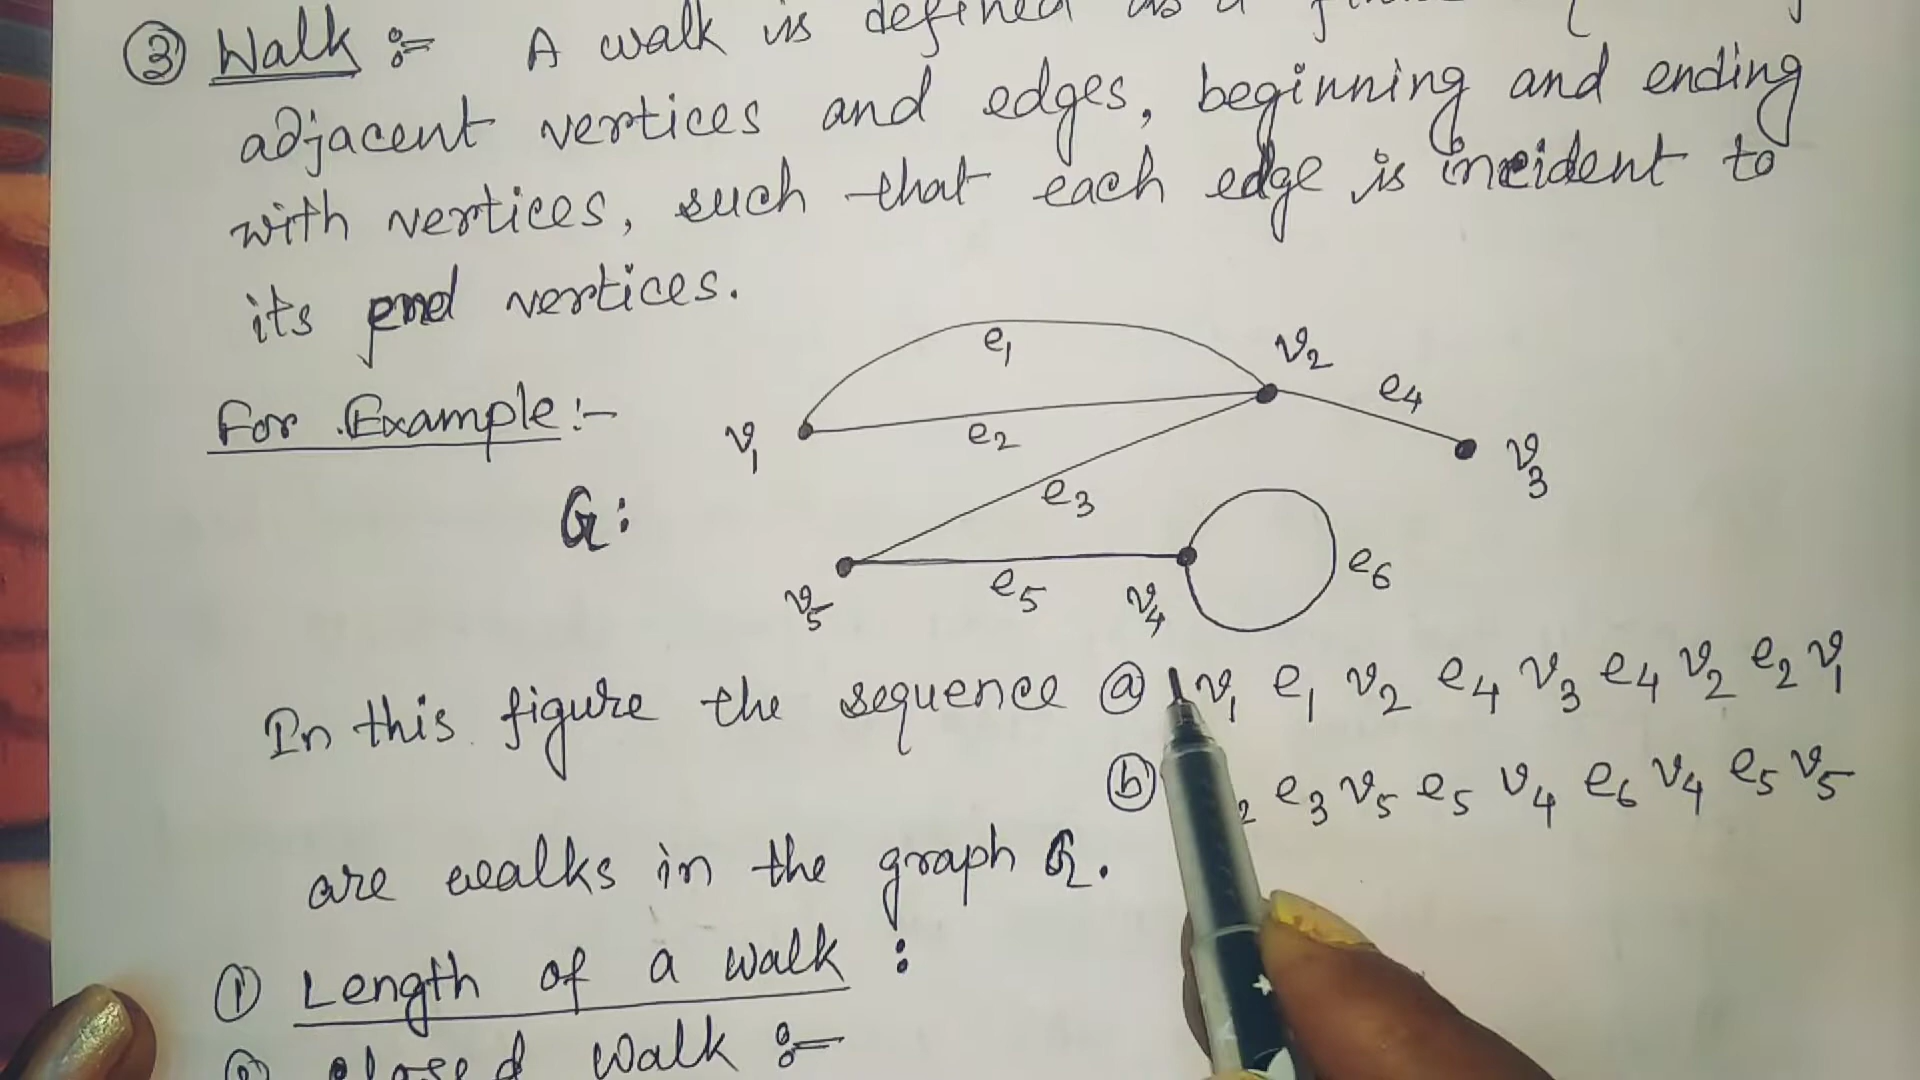 ③ Walk :- A walk is defined as a
adjacent vertices and edges, beginning and ending
with vertices, such that each edge is incident to
its end vertices.
For Example :-
G:
e1
v2
e4
v1
e2
v3
e3
e6
e5
v5
v4
In this figure the sequence ⓐ v1 e1 v2 e4 v3 e4 v2 e2 v1
ⓑ e3 v5 e5 v4 e6 v4 e5 v5
are walks in the graph G.
① Length of a walk :
closed walk :-